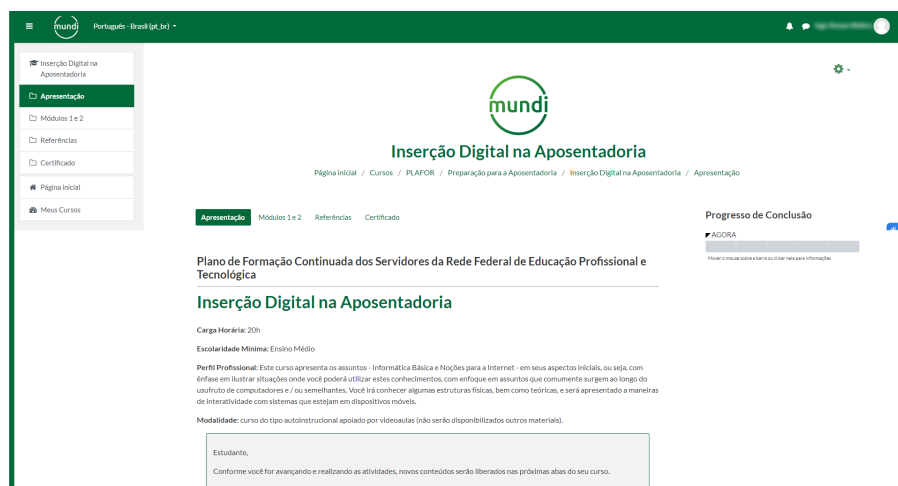 mundi
Português - Brasil (pt_br)
Inserção Digital na
Aposentadoria
Apresentação
Módulos 1 e 2
Referências
Certificado
Página inicial
Meus Cursos
mundi
Inserção Digital na Aposentadoria
Página inicial / Cursos / PLAFOR / Preparação para a Aposentadoria / Inserção Digital na Aposentadoria / Apresentação
Apresentação Módulos 1 e 2 Referências Certificado
Progresso de Conclusão
AGORA
Mover o mouse sobre a barra ou clicar nela para informações
Plano de Formação Continuada dos Servidores da Rede Federal de Educação Profissional e
Tecnológica
Inserção Digital na Aposentadoria
Carga Horária: 20h
Escolaridade Mínima: Ensino Médio
Perfil Profissional: Este curso apresenta os assuntos - Informática Básica e Noções para a Internet - em seus aspectos iniciais, ou seja, com
ênfase em ilustrar situações onde você poderá utilizar estes conhecimentos, com enfoque em assuntos que comumente surgem ao longo do
usufruto de computadores e / ou semelhantes. Você irá conhecer algumas estruturas físicas, bem como teóricas, e será apresentado a maneiras
de interatividade com sistemas que estejam em dispositivos móveis.
Modalidade: curso do tipo autoinstrucional apoiado por videoaulas (não serão disponibilizados outros materiais).
Estudante,
Conforme você for avançando e realizando as atividades, novos conteúdos serão liberados nas próximas abas do seu curso.